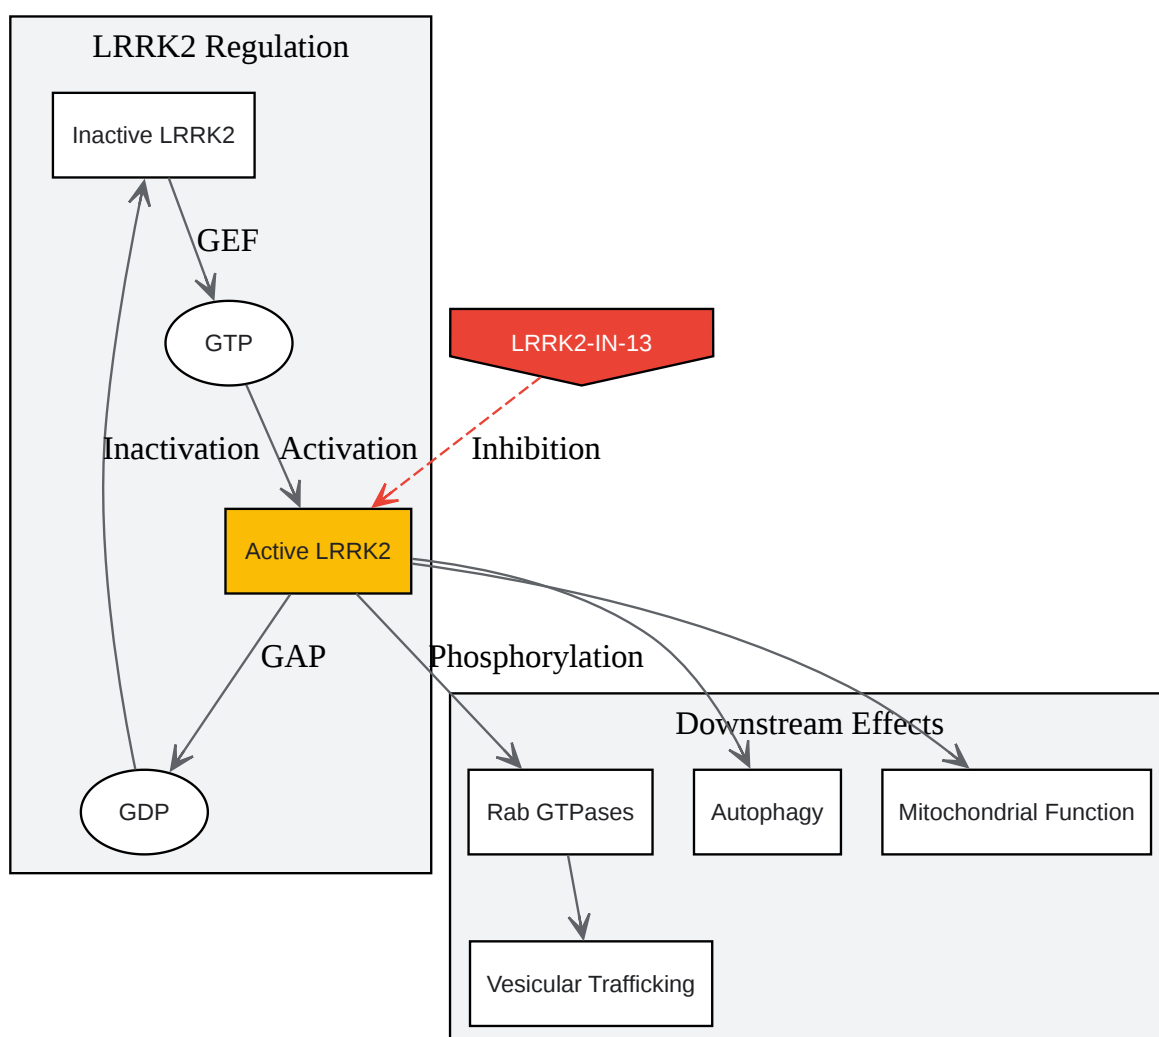 LRRK2 Regulation
Inactive LRRK2
GEF
GTP
LRRK2-IN-13
Inactivation
Activation
Inhibition
Active LRRK2
GAP
Phosphorylation
Downstream Effects
GDP
Rab GTPases
Autophagy
Mitochondrial Function
Vesicular Trafficking